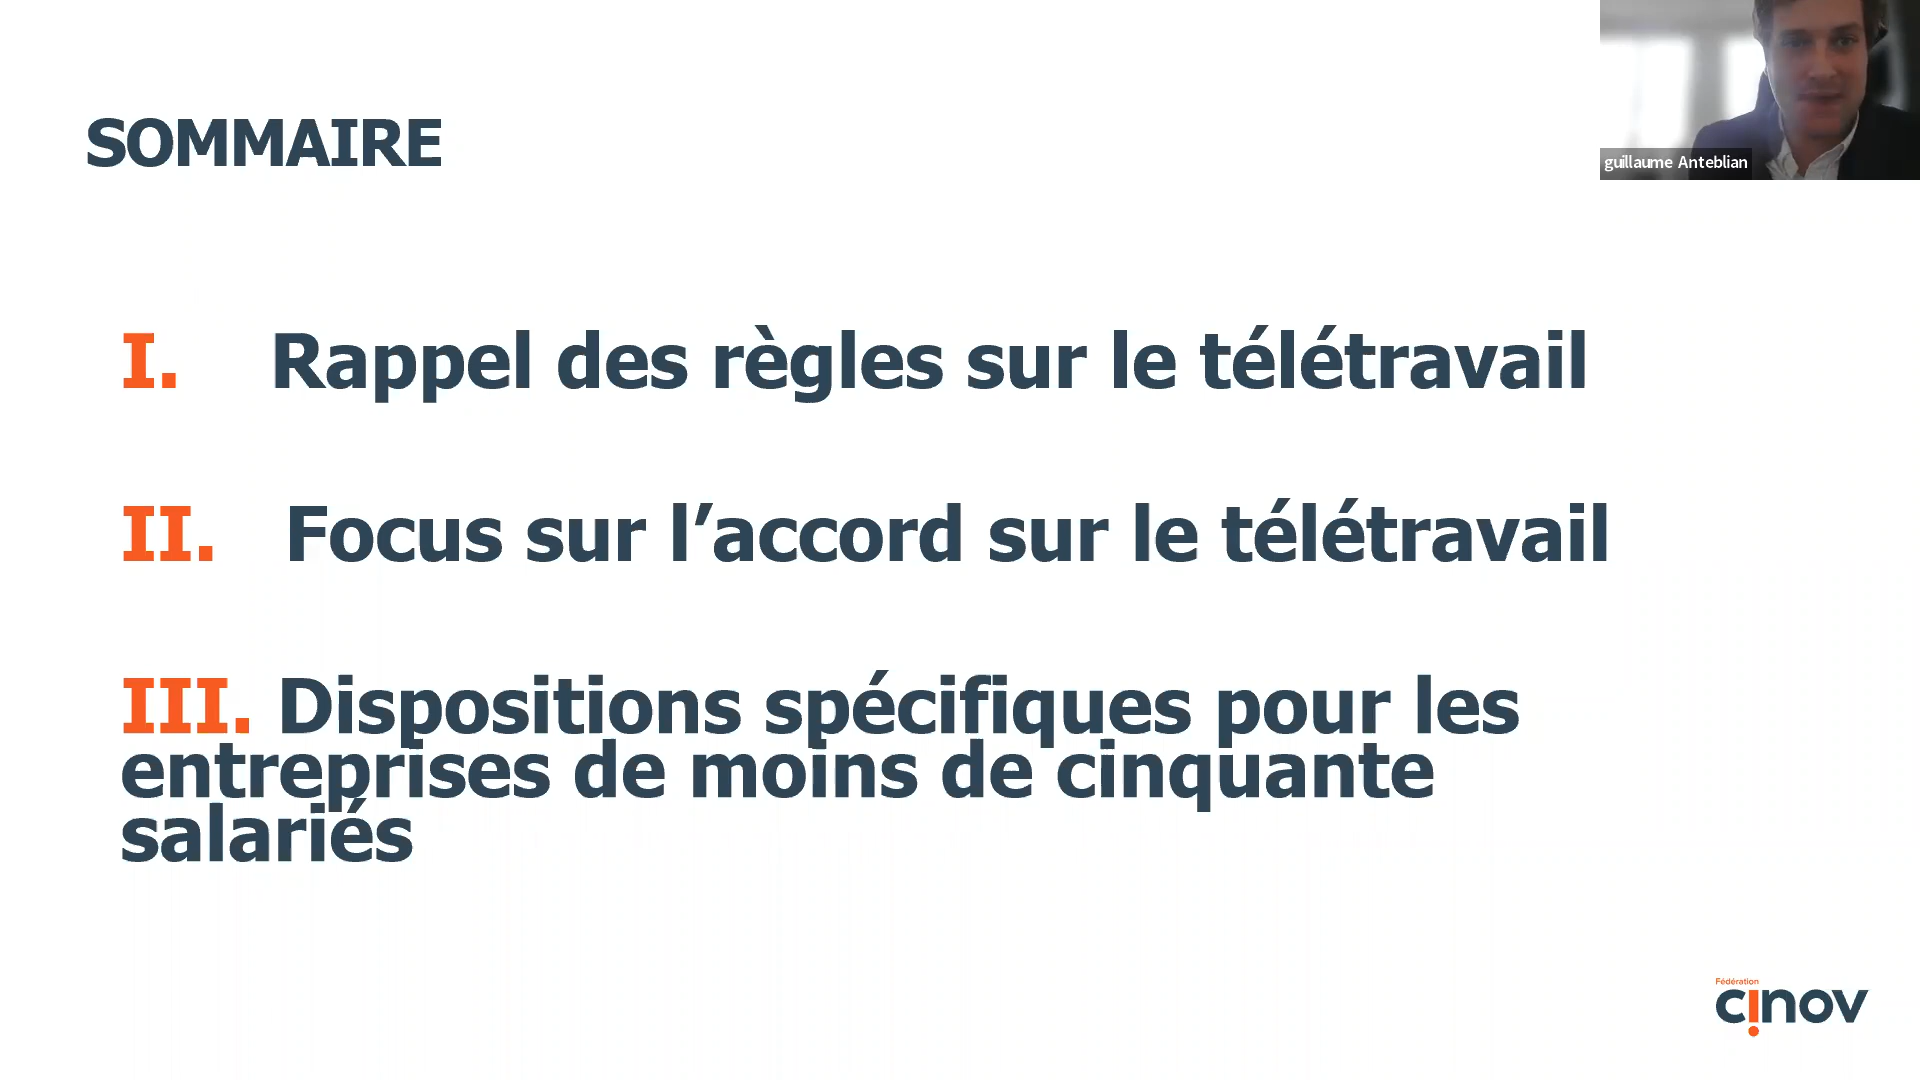 SOMMAIRE
guillaume Anteblian
I. Rappel des règles sur le télétravail
II. Focus sur l’accord sur le télétravail
III. Dispositions spécifiques pour les
entreprises de moins de cinquante
salariés
Fédération
cinov